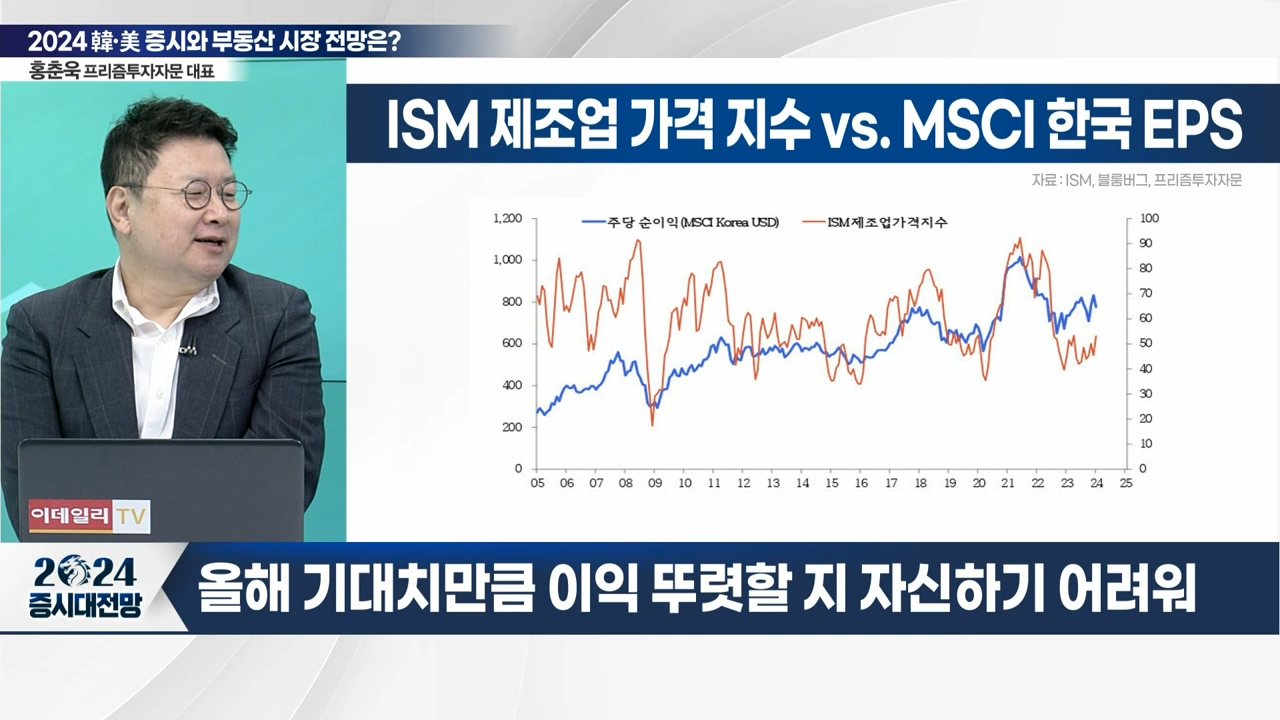 2024 韓·美 증시와 부동산 시장 전망은?
홍춘욱 프리즘투자자문 대표
ISM 제조업 가격 지수 vs. MSCI 한국 EPS
자료 : ISM, 블룸버그, 프리즘투자자문
주당 순이익(MSCI Korea USD) ISM제조업가격지수
1,200 100
90
1,000 80
800 70
60
600 50
400 40
30
200 20
10
0 0
05 06 07 08 09 10 11 12 13 14 15 16 17 18 19 20 21 22 23 24 25
이데일리 TV
2024
증시대전망
올해 기대치만큼 이익 뚜렷할 지 자신하기 어려워